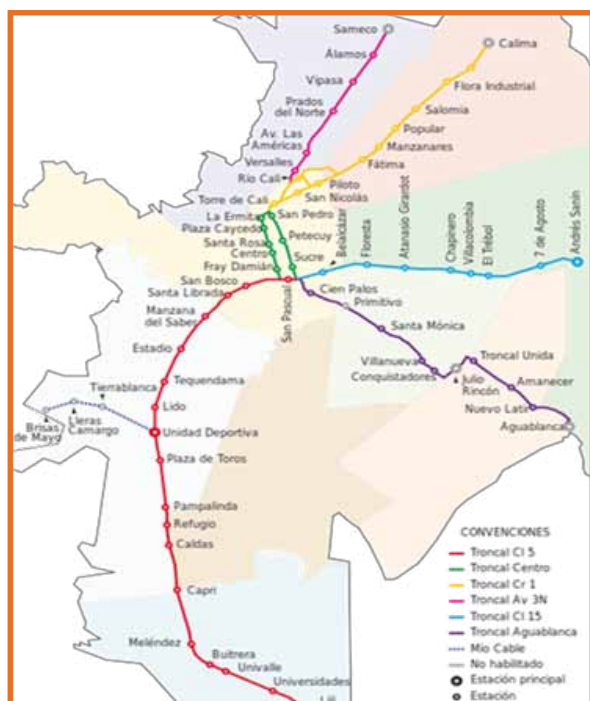 Sameco
Álamos
Vipasa
Prados
del Norte
Av. Las
Américas
Versalles
Río Cali
Calima
Flora Industrial
Salomia
Popular
Manzanares
Fátima
Piloto
San Nicolás
Torre de Cali
La Ermita
San Pedro
Plaza Caycedo
Petecuy
Santa Rosa
Centro
Sucre
Fray Damián
San Bosco
Santa Librada
San Pascual
Belalcázar
Floresta
Atanasio Girardot
Chapinero
Villacolombia
El Trébol
7 de Agosto
Andrés Sanín
Manzana
del Saber
Estadio
Tequendama
Tierrablanca
Lido
Brisas
de Mayo
Lleras
Camargo
Unidad Deportiva
Plaza de Toros
Pampalinda
Refugio
Caldas
Capri
Meléndez
Buitrera
Univalle
Universidades
Cien Palos
Primitivo
Santa Mónica
Villanueva
Conquistadores
Troncal Unida
Julio
Rincón
Amanecer
Nuevo Latir
Aguablanca
CONVENCIONES
Troncal Cl 5
Troncal Centro
Troncal Cr 1
Troncal Av 3N
Troncal Cl 15
Troncal Aguablanca
Mio Cable
No habilitado
Estación principal
Estación